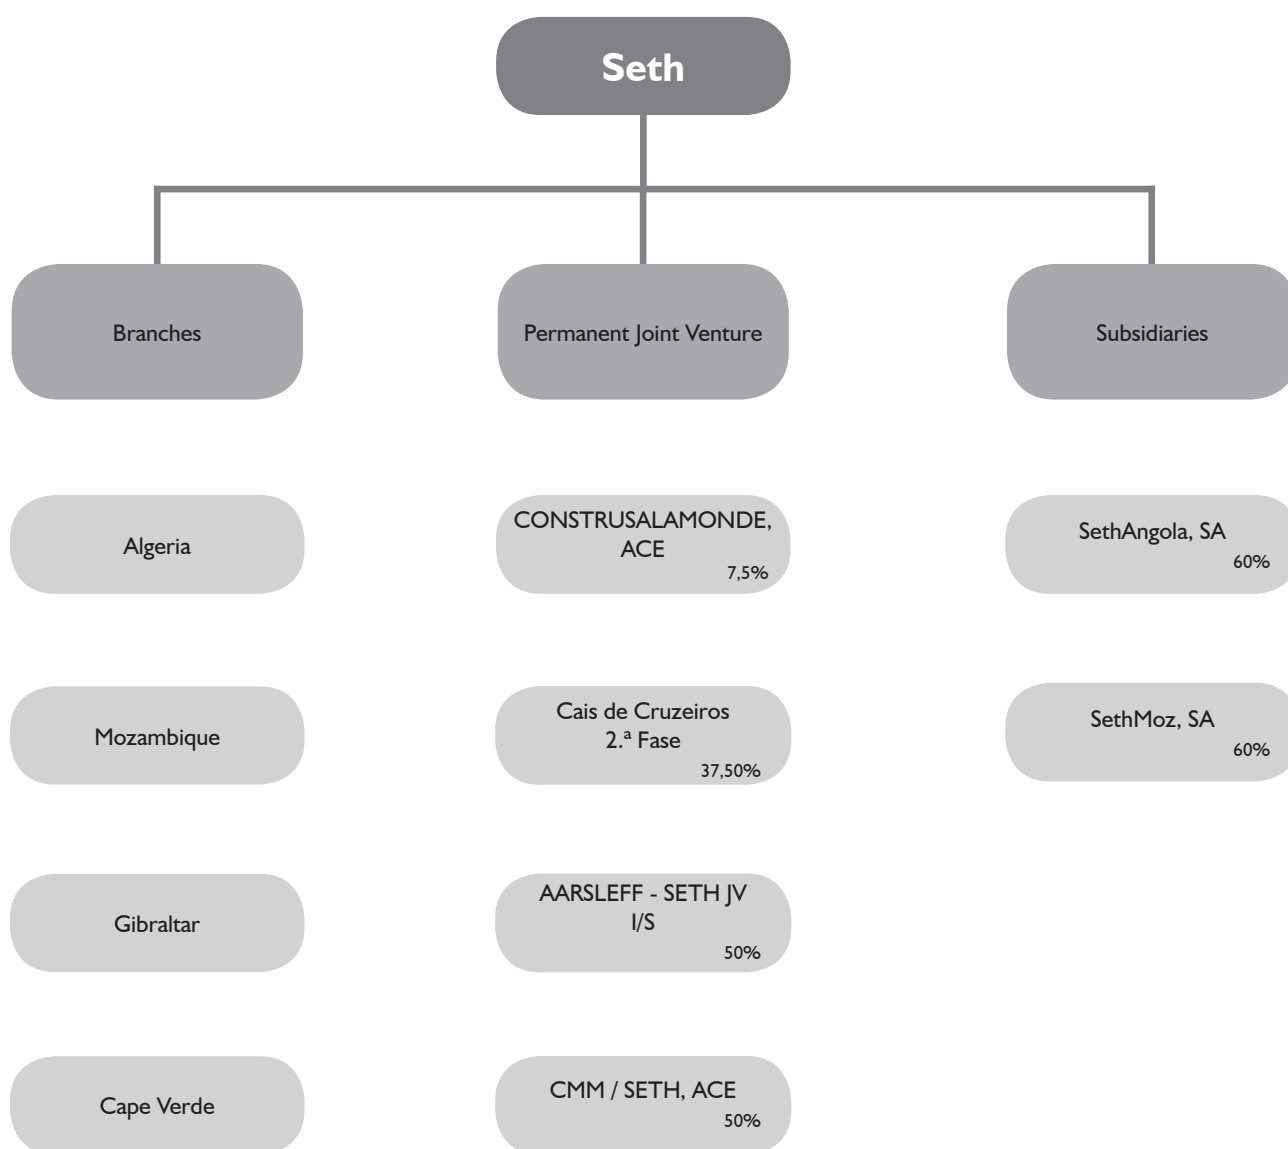 Seth
Branches
Permanent Joint Venture
Subsidiaries
Algeria
CONSTRUSALAMONDE,
ACE
7,5%
SethAngola, SA
60%
Mozambique
Cais de Cruzeiros
2.ª Fase
37,50%
SethMoz, SA
60%
Gibraltar
AARSLEFF - SETH JV
I/S
50%
Cape Verde
CMM / SETH, ACE
50%